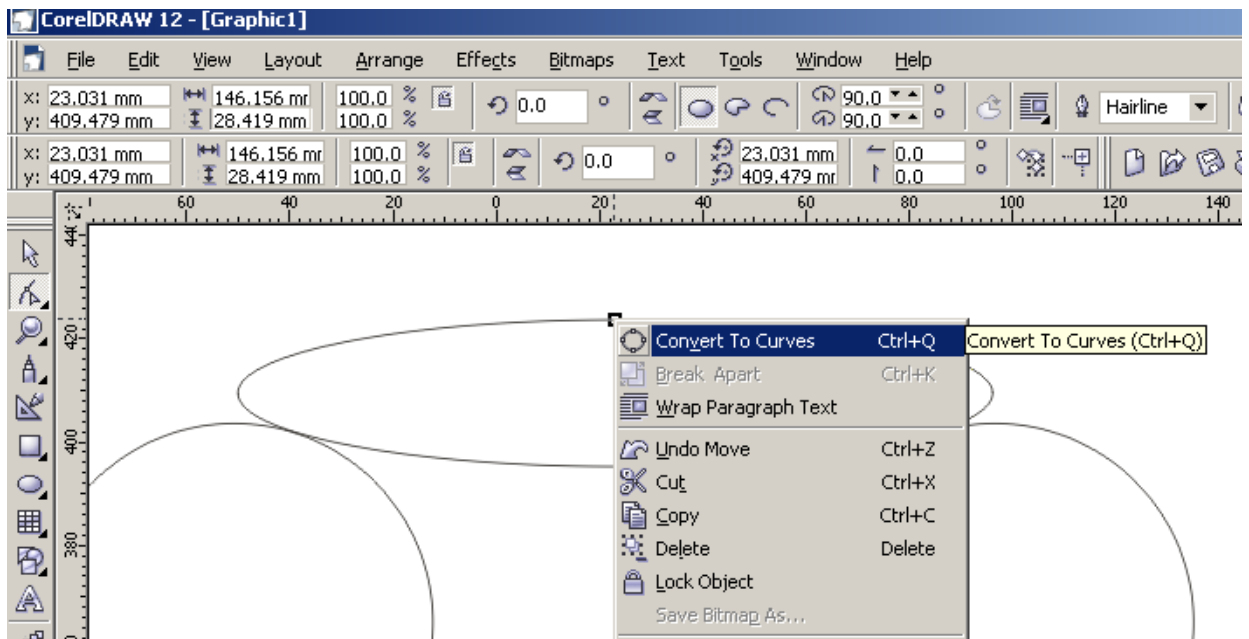 CorelDRAW 12 - [Graphic1]
File Edit View Layout Arrange Effects Bitmaps Text Tools Window Help
x: 23.031 mm 146.156 mr 100.0 % 0.0 ° 90.0 ° Hairline
y: 409.479 mm 28.419 mm 100.0 % 90.0 °
x: 23.031 mm 146.156 mr 100.0 % 0.0 ° 23.031 mm 0.0 °
y: 409.479 mm 28.419 mm 100.0 % 409.479 mr 0.0 °
60 40 20 0 20 40 60 80 100 120 140
420
400
380
Convert To Curves Ctrl+Q Convert To Curves (Ctrl+Q)
Break Apart Ctrl+K
Wrap Paragraph Text
Undo Move Ctrl+Z
Cut Ctrl+X
Copy Ctrl+C
Delete Delete
Lock Object
Save Bitmap As...